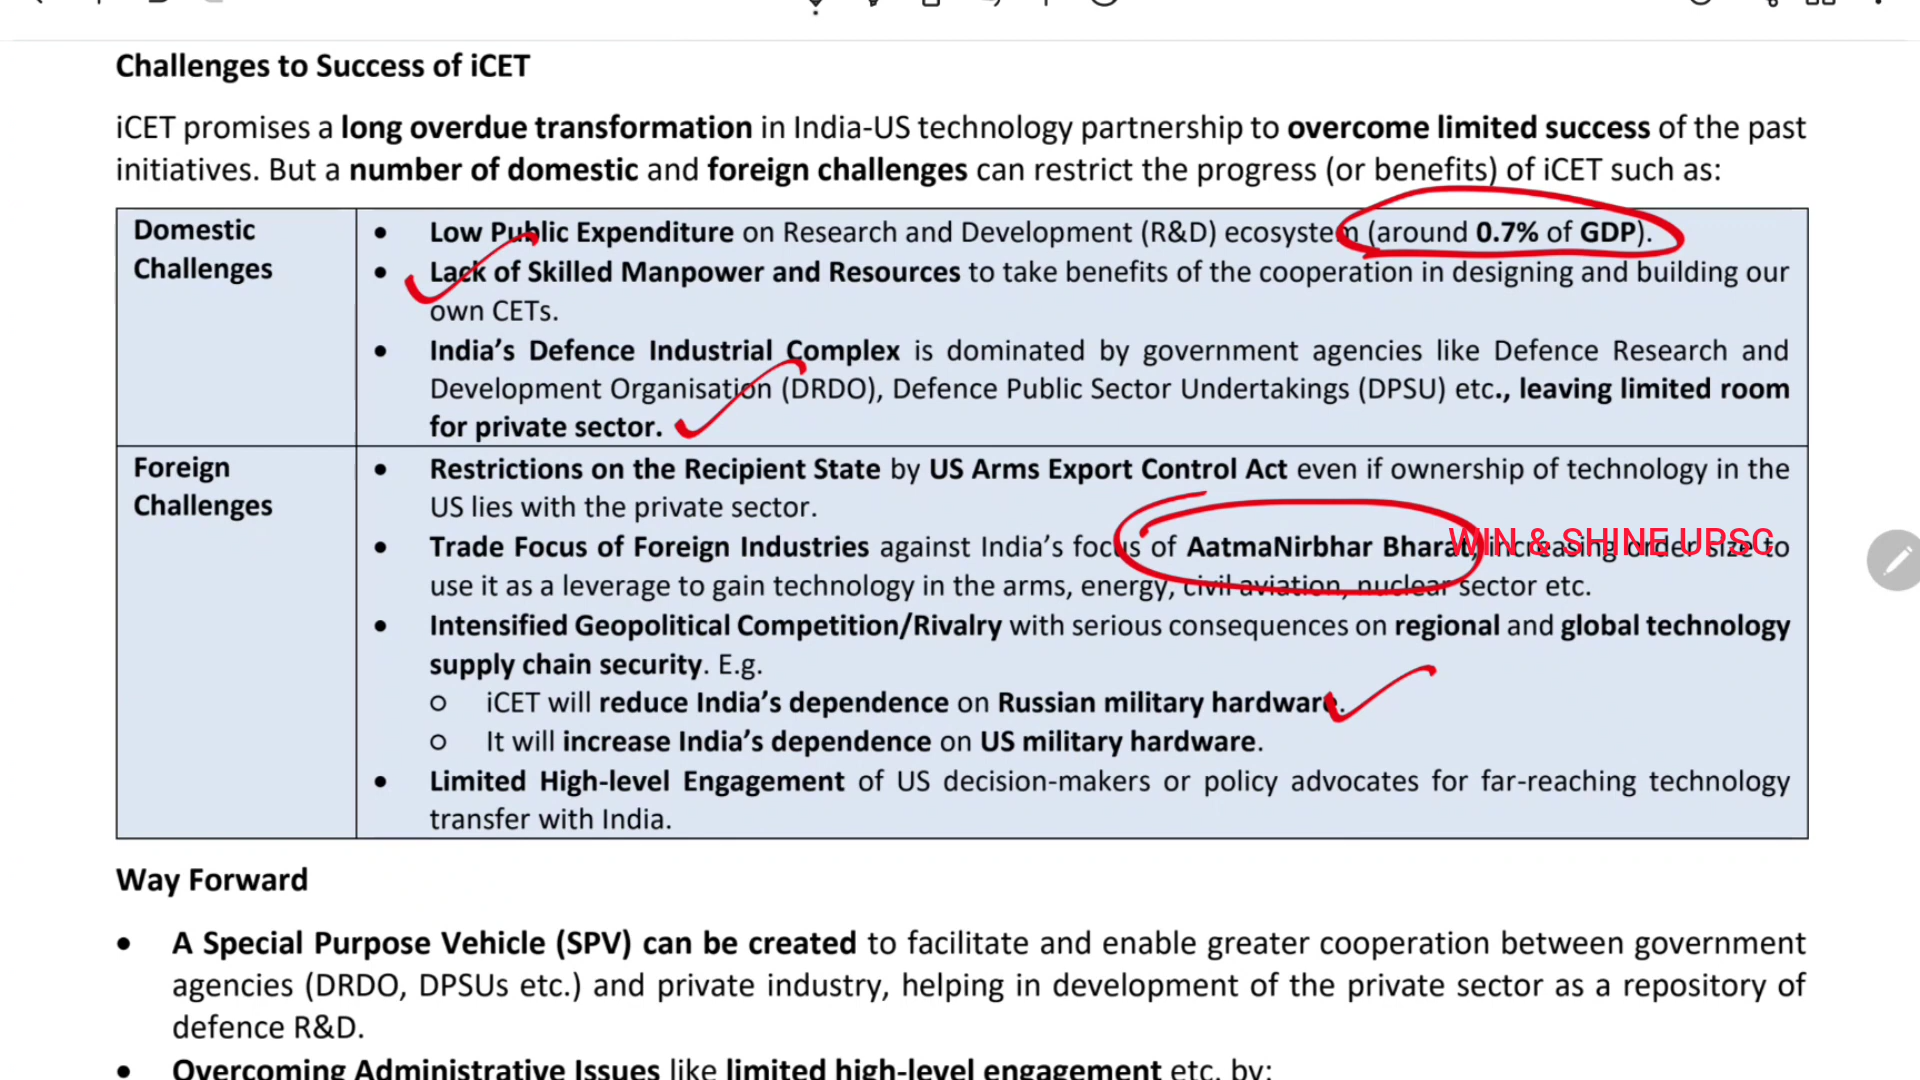 Challenges to Success of iCET
iCET promises a long overdue transformation in India-US technology partnership to overcome limited success of the past
initiatives. But a number of domestic and foreign challenges can restrict the progress (or benefits) of iCET such as:
Domestic
Challenges
• Low Public Expenditure on Research and Development (R&D) ecosystem (around 0.7% of GDP).
• Lack of Skilled Manpower and Resources to take benefits of the cooperation in designing and building our
own CETs.
• India’s Defence Industrial Complex is dominated by government agencies like Defence Research and
Development Organisation (DRDO), Defence Public Sector Undertakings (DPSU) etc., leaving limited room
for private sector.
Foreign
Challenges
• Restrictions on the Recipient State by US Arms Export Control Act even if ownership of technology in the
US lies with the private sector.
• Trade Focus of Foreign Industries against India’s focus of AatmaNirbhar Bharat, increasing order size to
WIN & SHINE UPSC
use it as a leverage to gain technology in the arms, energy, civil aviation, nuclear sector etc.
• Intensified Geopolitical Competition/Rivalry with serious consequences on regional and global technology
supply chain security. E.g.
o iCET will reduce India’s dependence on Russian military hardware.
o It will increase India’s dependence on US military hardware.
• Limited High-level Engagement of US decision-makers or policy advocates for far-reaching technology
transfer with India.
Way Forward
• A Special Purpose Vehicle (SPV) can be created to facilitate and enable greater cooperation between government
agencies (DRDO, DPSUs etc.) and private industry, helping in development of the private sector as a repository of
defence R&D.
• Overcoming Administrative Issues like limited high-level engagement etc. by: